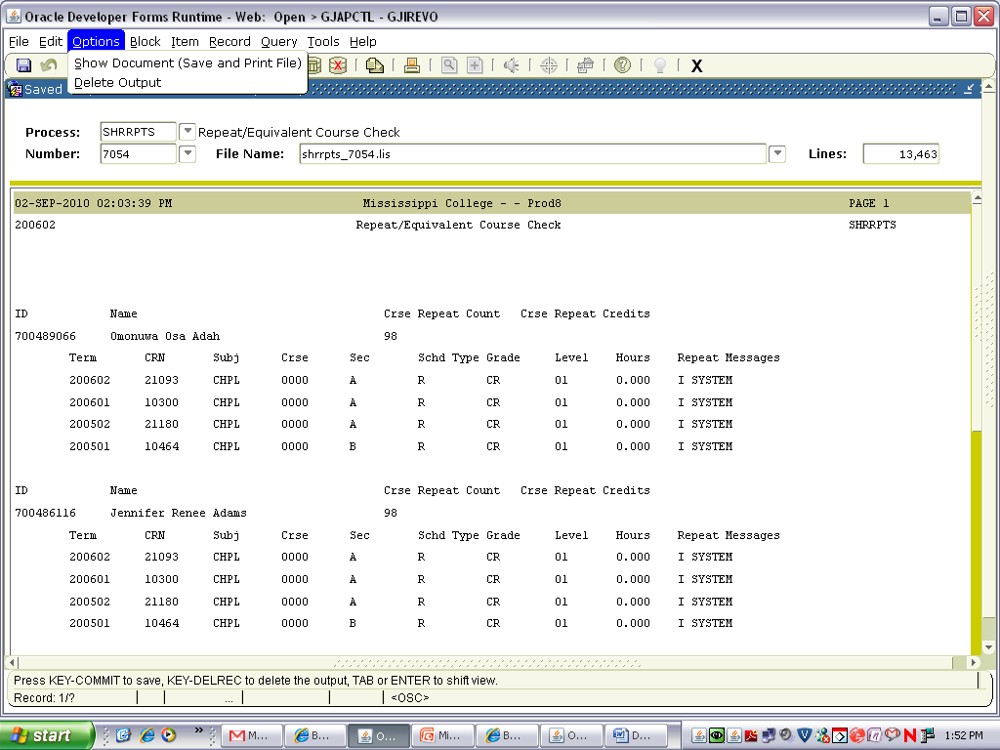 Oracle Developer Forms Runtime - Web: Open > GJAPCTL - GJIREVO
File Edit Options Block Item Record Query Tools Help
Show Document (Save and Print File)
X
Delete Output
Saved
Process: SHRRPTS Repeat/Equivalent Course Check
Number: 7054 File Name: shrrpts_7054.lis Lines: 13,463
02-SEP-2010 02:03:39 PM Mississippi College - - Prod8 PAGE 1
200602 Repeat/Equivalent Course Check SHRRPTS
ID Name Crse Repeat Count Crse Repeat Credits
700489066 Omonuwa Osa Adah 98
Term CRN Subj Crse Sec Schd Type Grade Level Hours Repeat Messages
200602 21093 CHPL 0000 A R CR 01 0.000 I SYSTEM
200601 10300 CHPL 0000 A R CR 01 0.000 I SYSTEM
200502 21180 CHPL 0000 A R CR 01 0.000 I SYSTEM
200501 10464 CHPL 0000 B R CR 01 0.000 I SYSTEM
ID Name Crse Repeat Count Crse Repeat Credits
700486116 Jennifer Renee Adams 98
Term CRN Subj Crse Sec Schd Type Grade Level Hours Repeat Messages
200602 21093 CHPL 0000 A R CR 01 0.000 I SYSTEM
200601 10300 CHPL 0000 A R CR 01 0.000 I SYSTEM
200502 21180 CHPL 0000 A R CR 01 0.000 I SYSTEM
200501 10464 CHPL 0000 B R CR 01 0.000 I SYSTEM
Press KEY-COMMIT to save, KEY-DELREC to delete the output, TAB or ENTER to shift view.
Record: 1/? ... <OSC>
start » M... B... O... Mi... B... O... D... 1:52 PM